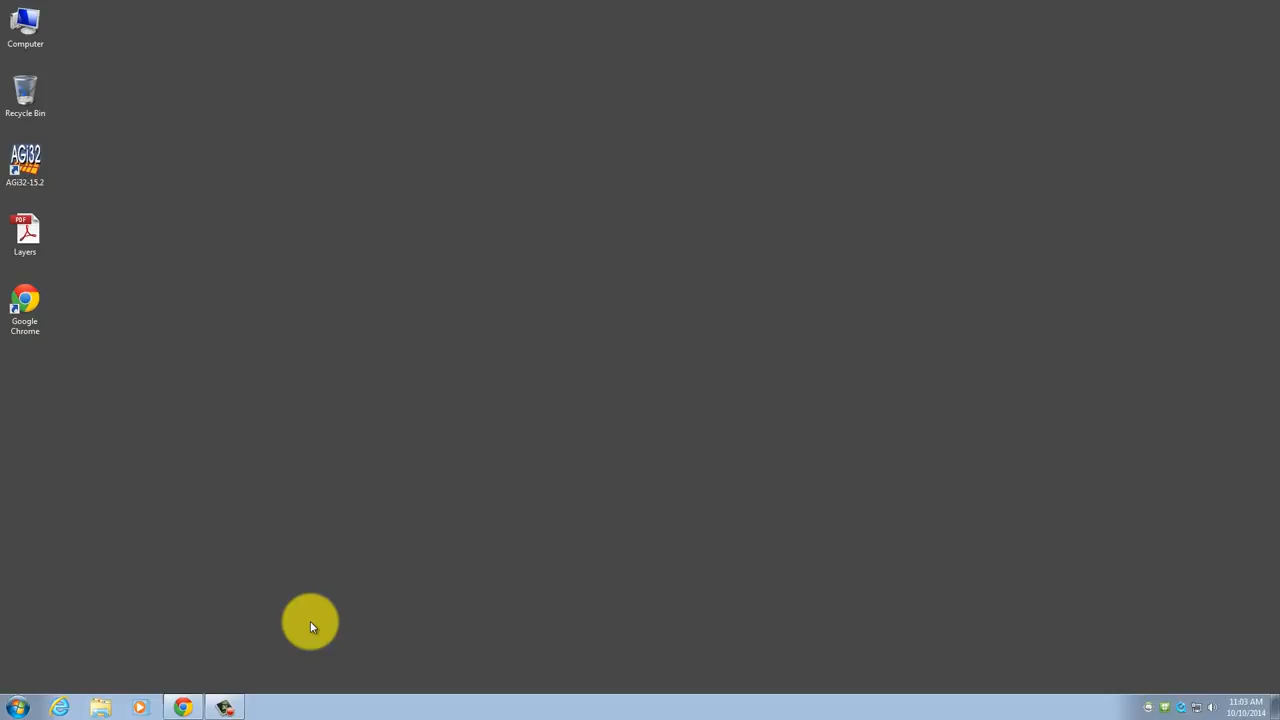 Computer
Recycle Bin
AGi32
AGi32-15.2
PDF
Layers
Google
Chrome
11:03 AM
10/10/2014